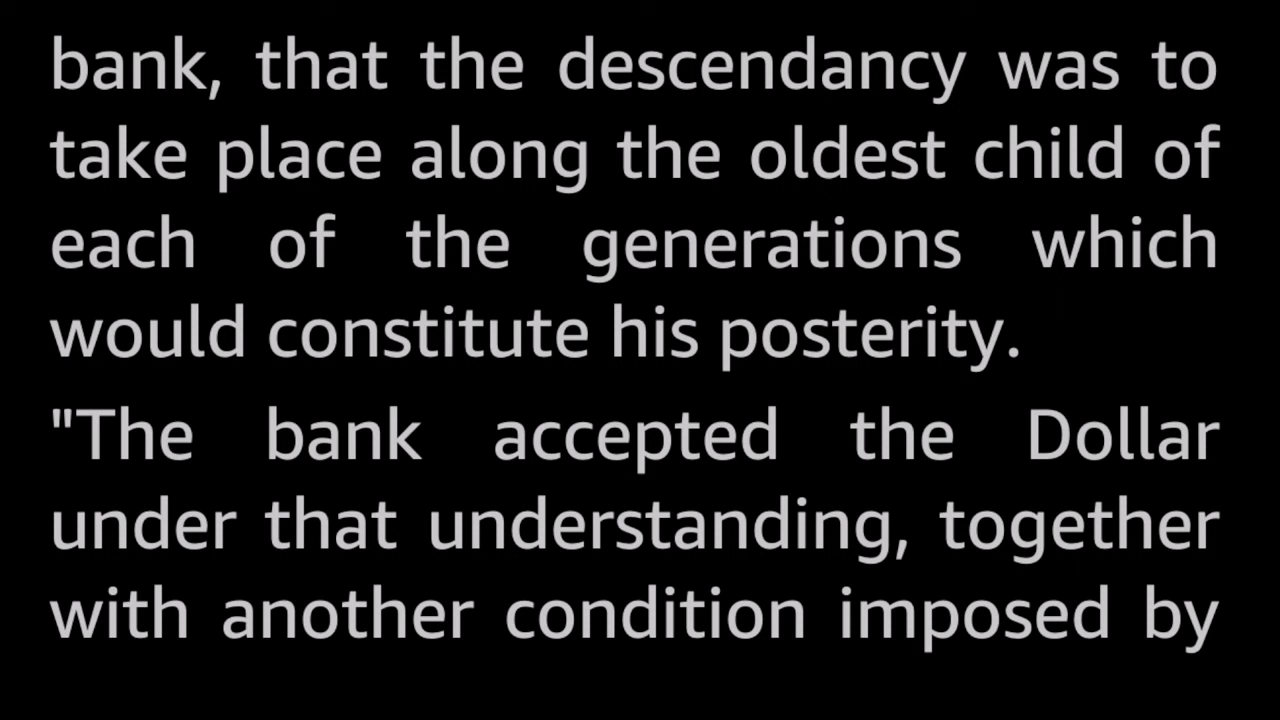 bank, that the descendancy was to
take place along the oldest child of
each of the generations which
would constitute his posterity.
"The bank accepted the Dollar
under that understanding, together
with another condition imposed by